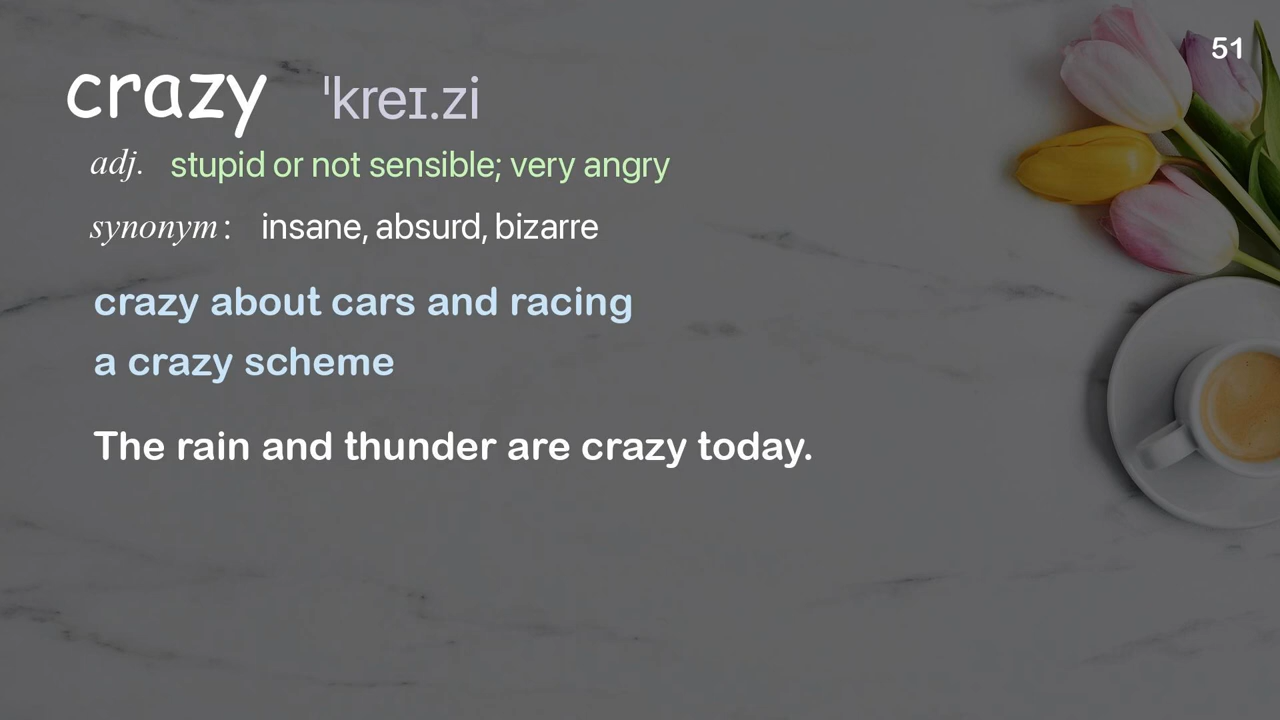 51
crazy ˈkreɪ.zi
adj. stupid or not sensible; very angry
synonym: insane, absurd, bizarre
crazy about cars and racing
a crazy scheme
The rain and thunder are crazy today.